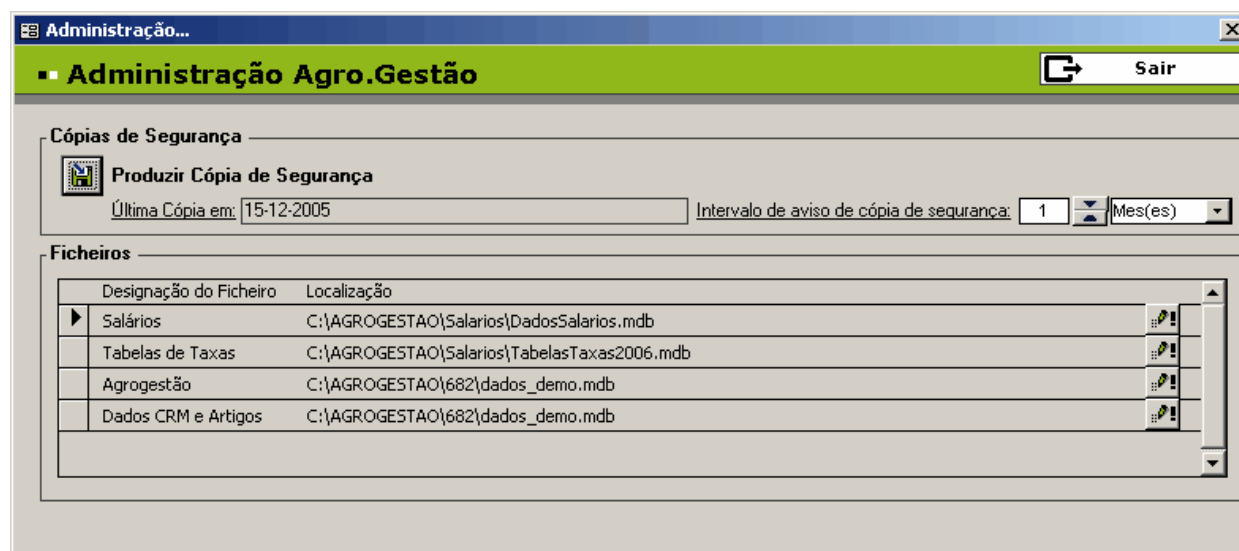 Administração...
Administração Agro.Gestão
Sair
Cópias de Segurança
Produzir Cópia de Segurança
Última Cópia em: 15-12-2005 Intervalo de aviso de cópia de segurança: 1 Mes(es)
Ficheiros
Designação do Ficheiro Localização
Salários C:\AGROGESTAO\Salarios\DadosSalarios.mdb
Tabelas de Taxas C:\AGROGESTAO\Salarios\TabelasTaxas2006.mdb
Agrogestão C:\AGROGESTAO\682\dados_demo.mdb
Dados CRM e Artigos C:\AGROGESTAO\682\dados_demo.mdb